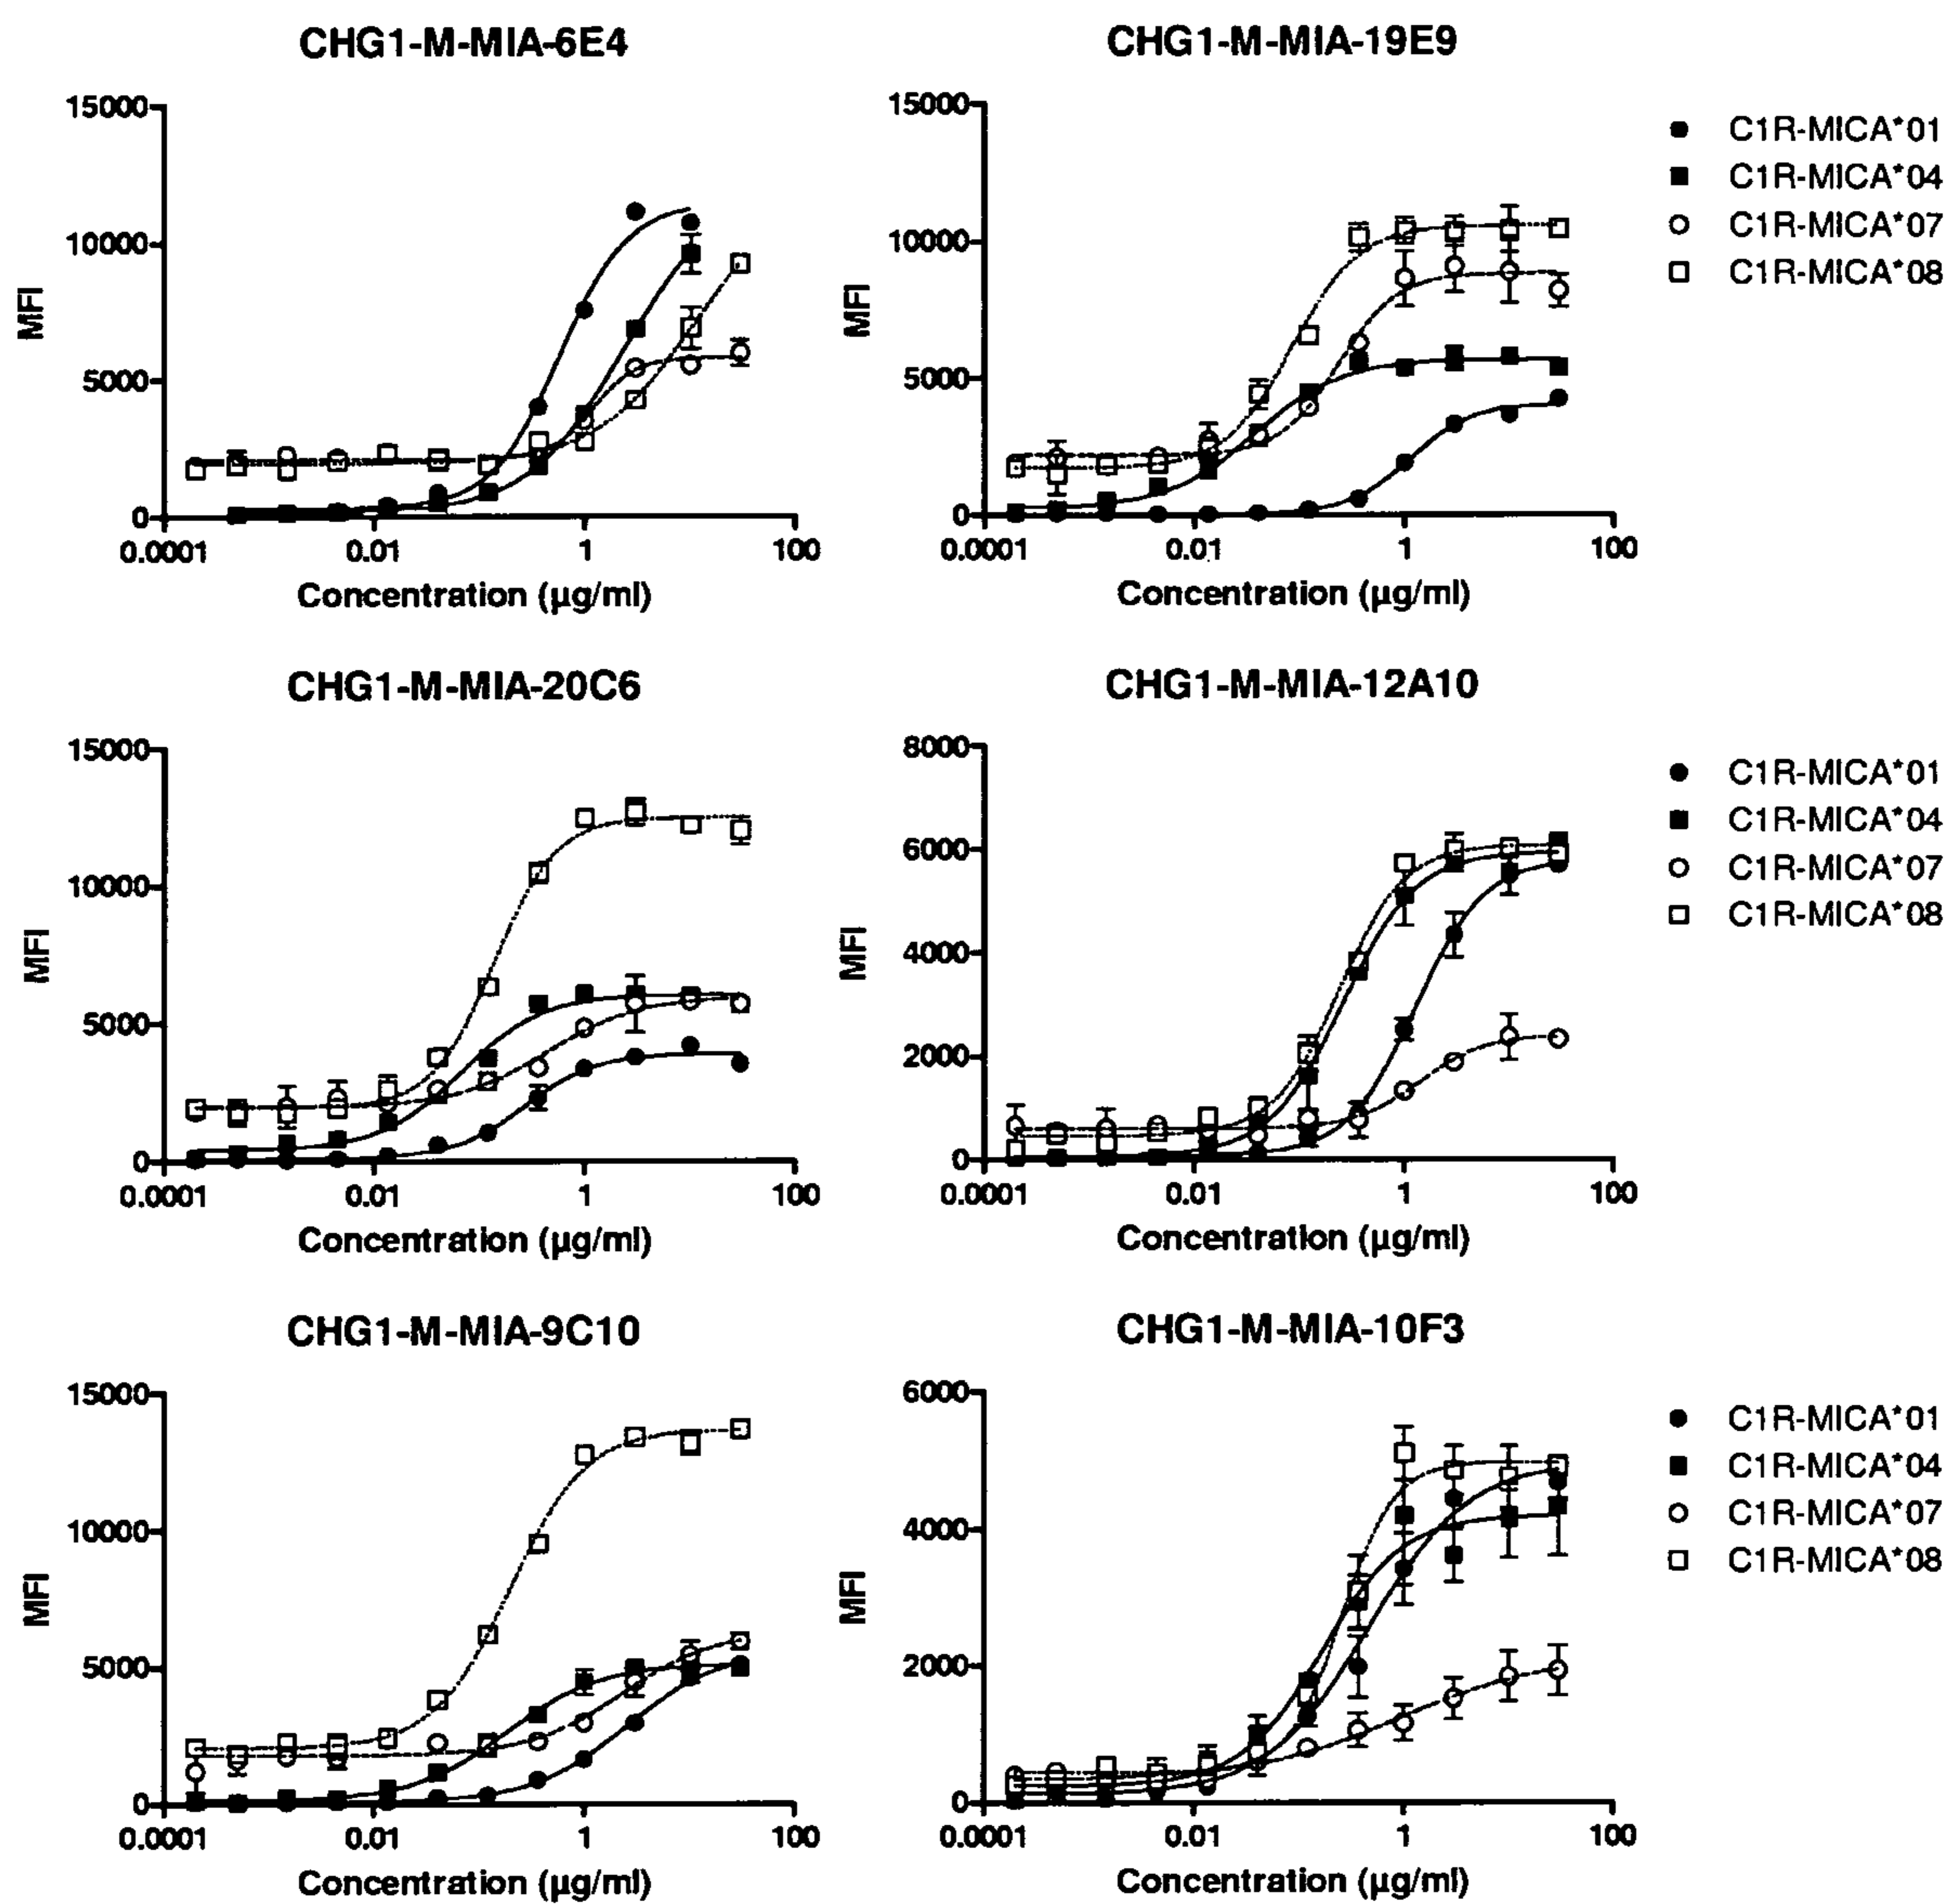 CHG1-M-MIA-6E4
CHG1-M-MIA-19E9
15000
10000
5000
0
MFI
0.0001
0.01
1
100
Concentration (µg/ml)
15000
10000
5000
0
MFI
0.0001
0.01
1
100
Concentration (µg/ml)
C1R-MICA*01
C1R-MICA*04
C1R-MICA*07
C1R-MICA*08
CHG1-M-MIA-20C6
CHG1-M-MIA-12A10
15000
10000
5000
0
MFI
0.0001
0.01
1
100
Concentration (µg/ml)
8000
6000
4000
2000
0
MFI
0.0001
0.01
1
100
Concentration (µg/ml)
C1R-MICA*01
C1R-MICA*04
C1R-MICA*07
C1R-MICA*08
CHG1-M-MIA-9C10
CHG1-M-MIA-10F3
15000
10000
5000
0
MFI
0.0001
0.01
1
100
Concentration (µg/ml)
6000
4000
2000
0
MFI
0.0001
0.01
1
100
Concentration (µg/ml)
C1R-MICA*01
C1R-MICA*04
C1R-MICA*07
C1R-MICA*08